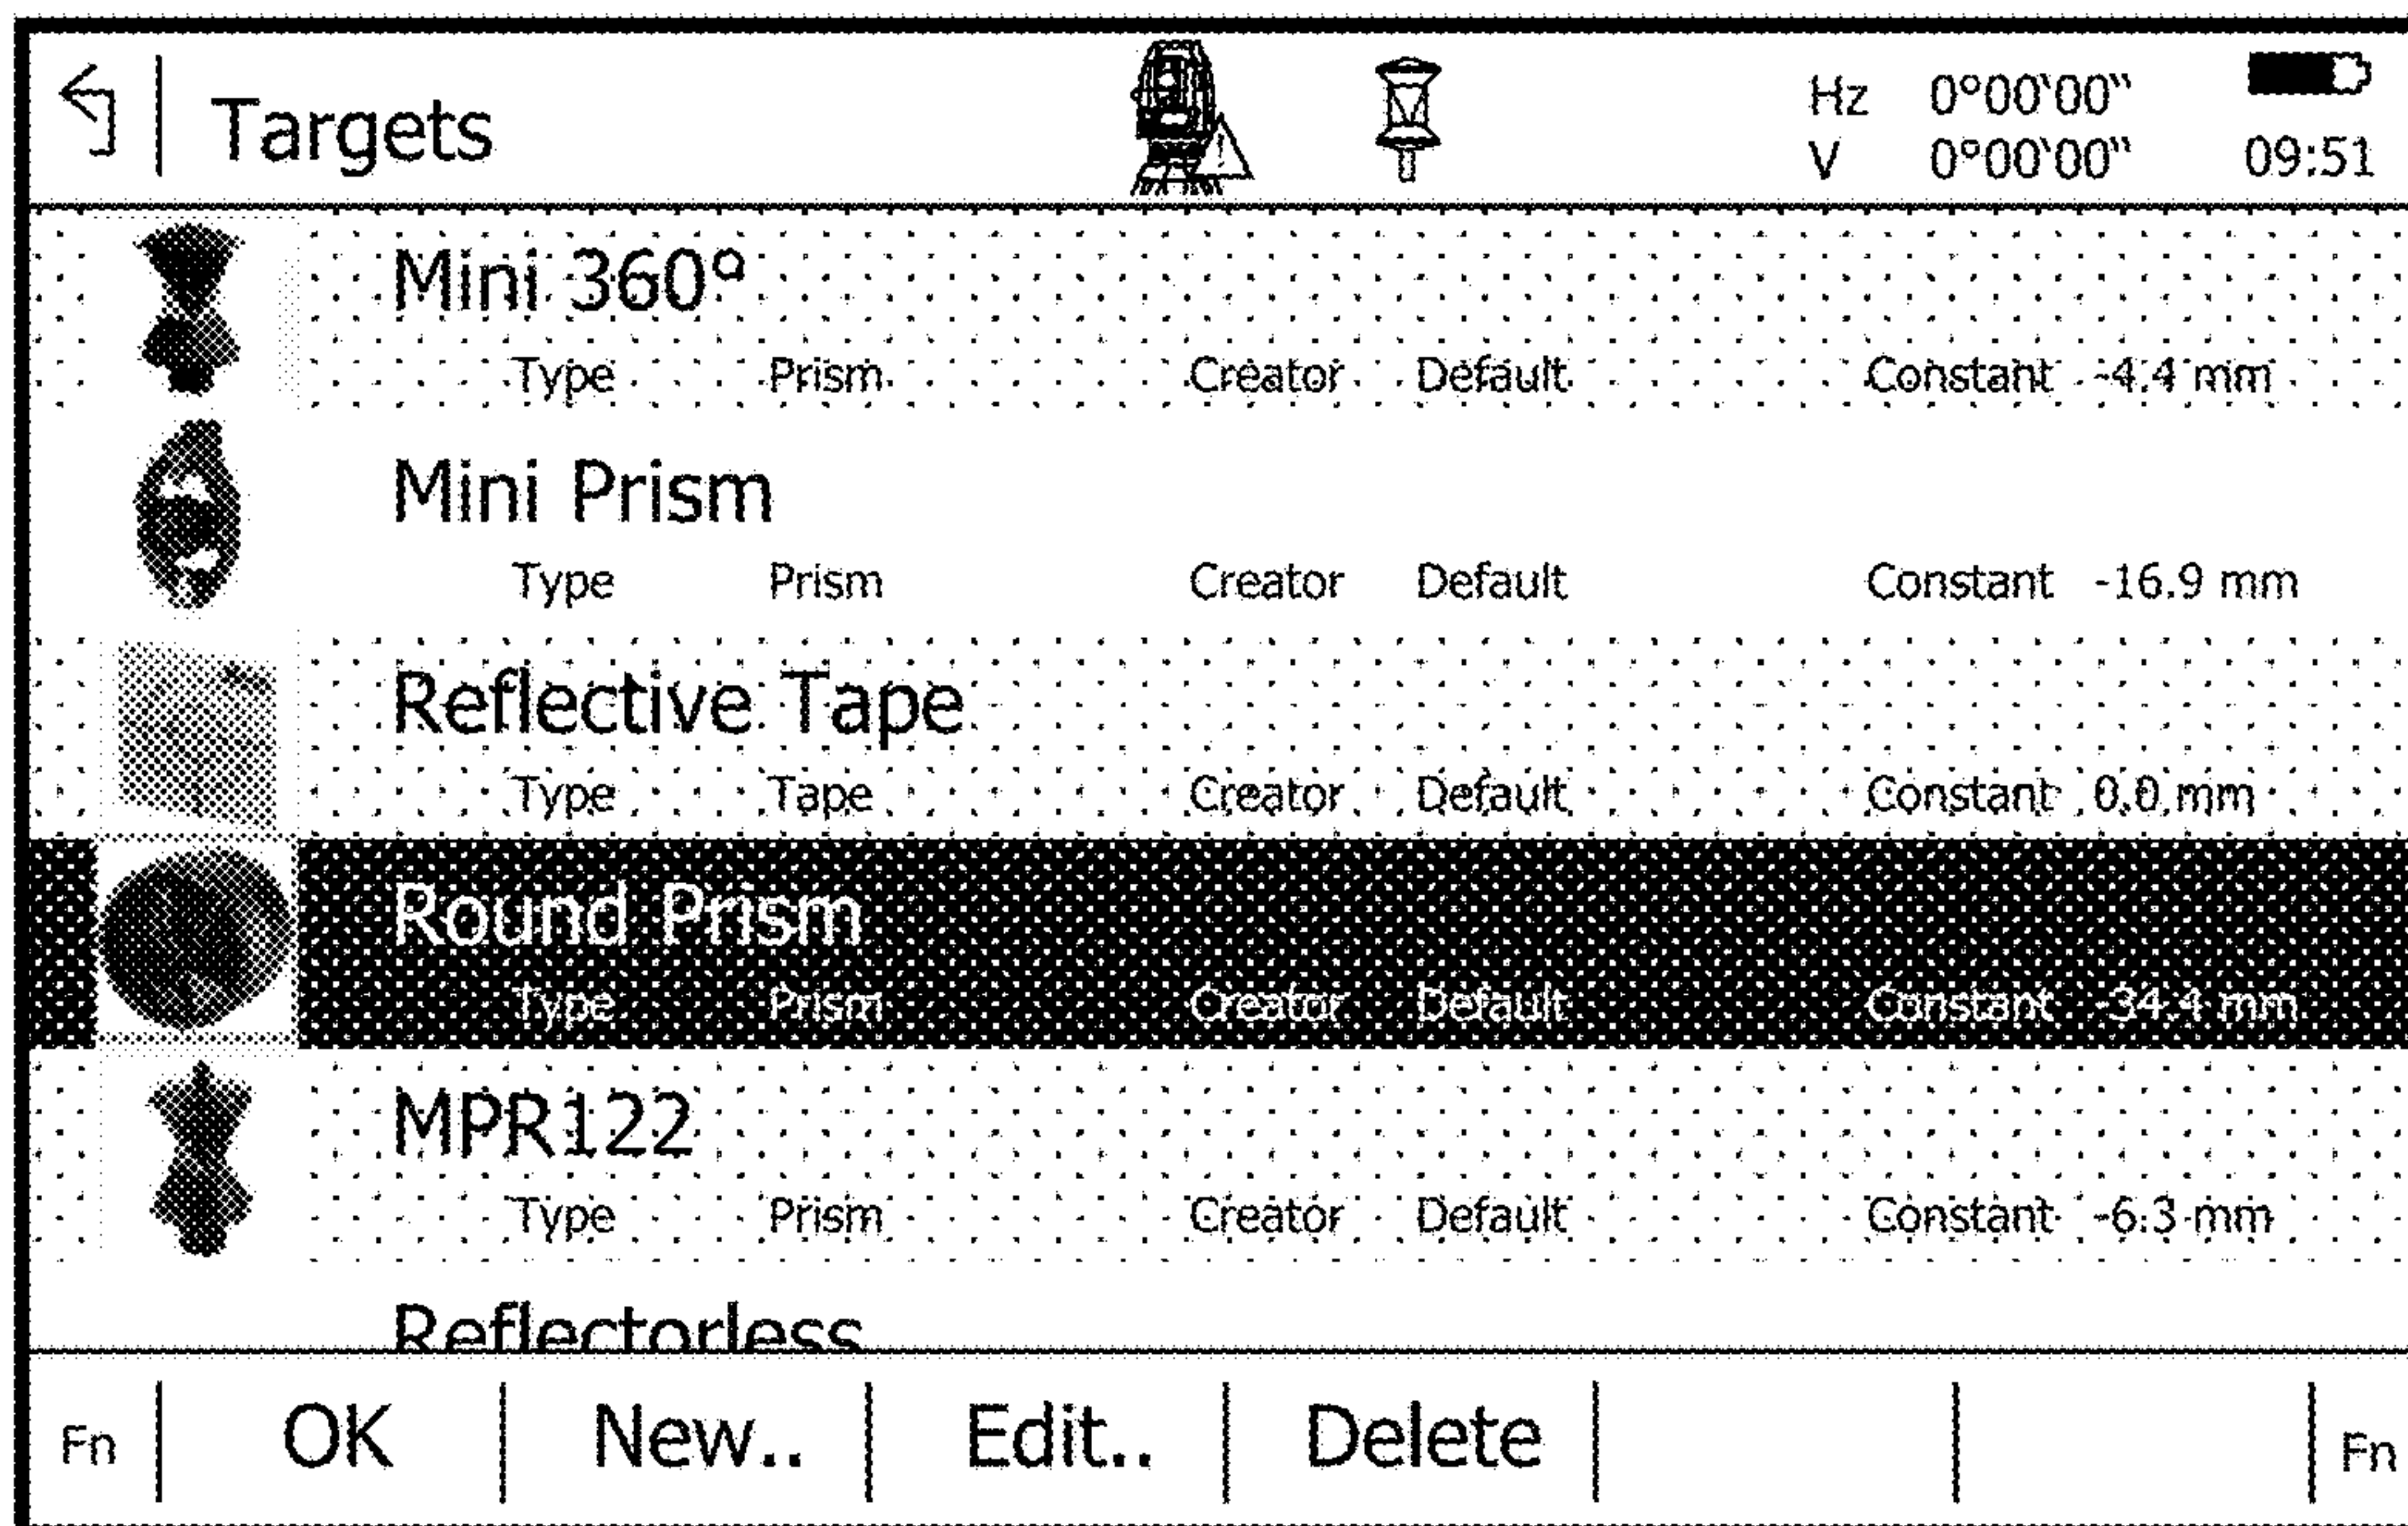 Targets Hz 0°00'00"
V 0°00'00" 09:51
Mini 360°
Type Prism Creator Default Constant -4.4 mm
Mini Prism
Type Prism Creator Default Constant -16.9 mm
Reflective Tape
Type Tape Creator Default Constant 0.0 mm
Round Prism
Type Prism Creator Default Constant -34.4 mm
MPR122
Type Prism Creator Default Constant -6.3 mm
Reflectorless
Fn OK New.. Edit.. Delete Fn